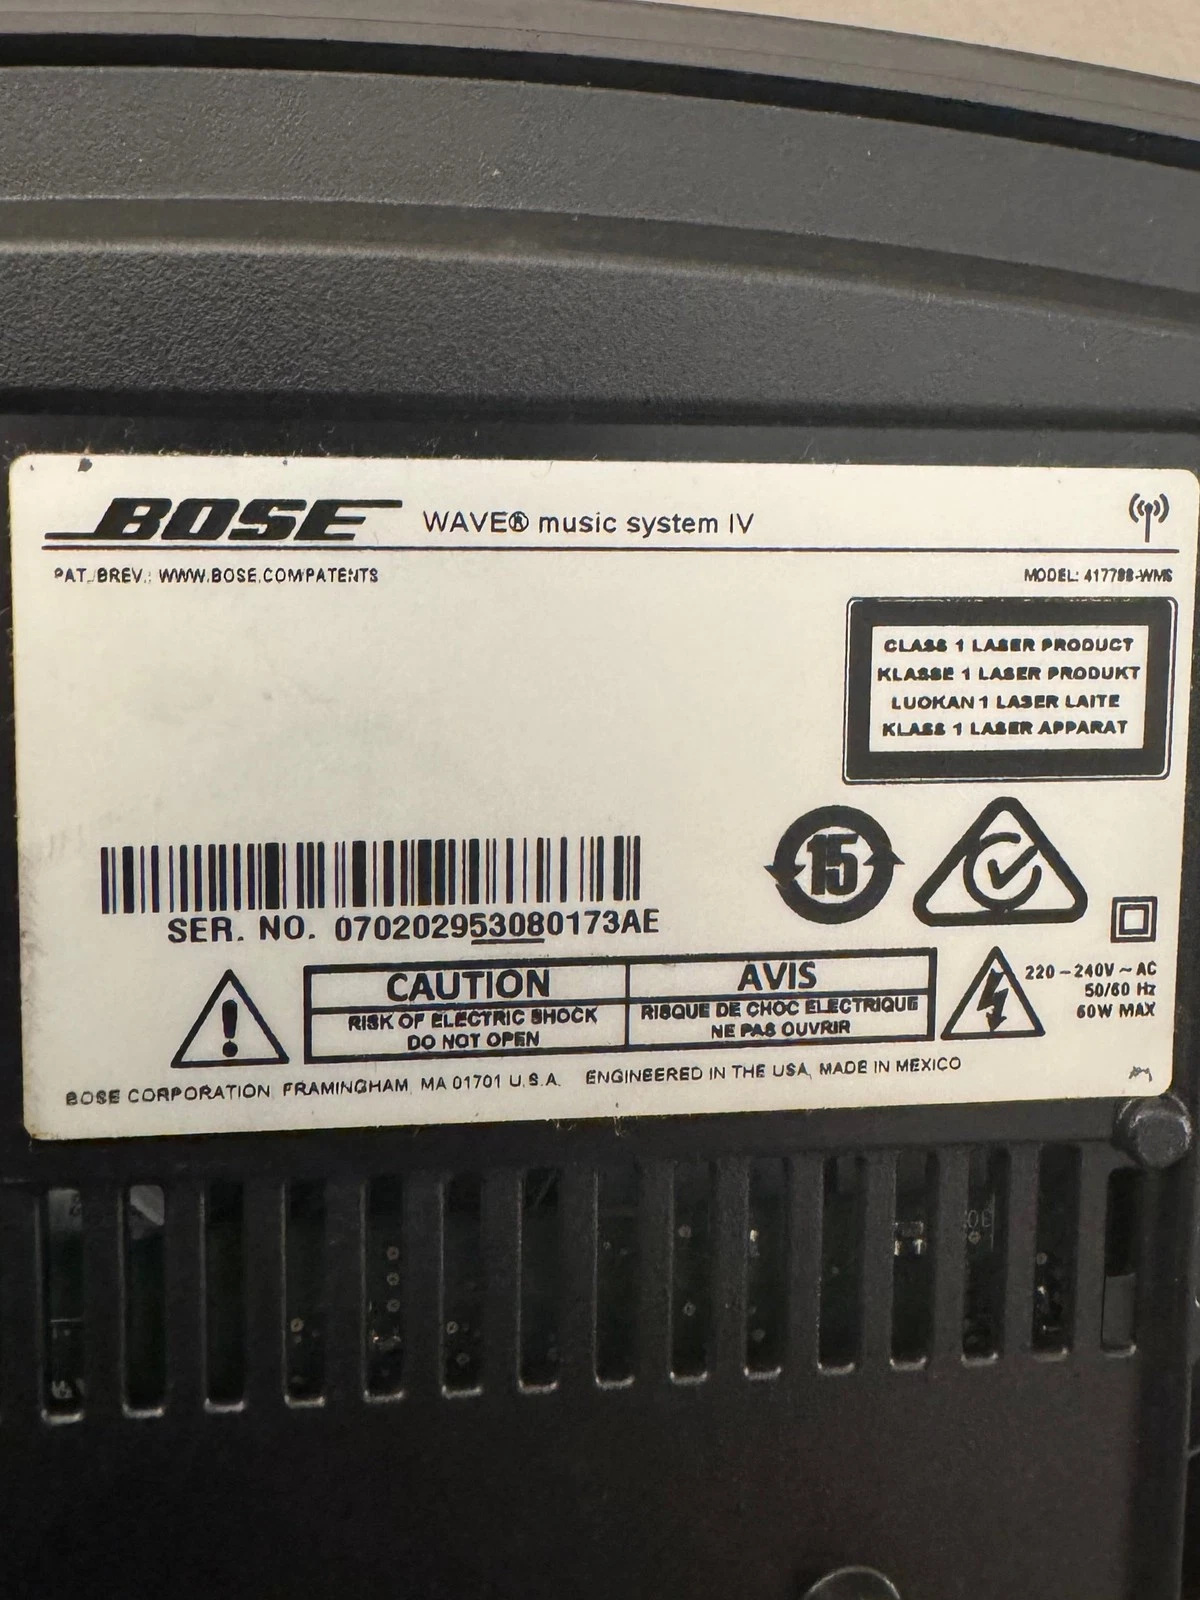 BOSE WAVE® music system IV
PAT./BREV.: WWW.BOSE.COM/PATENTS
MODEL: 417788-WMS
CLASS 1 LASER PRODUCT
KLASSE 1 LASER PRODUKT
LUOKAN 1 LASER LAITE
KLASS 1 LASER APPARAT
15
SER. NO. 070202953080173AE
CAUTION
RISK OF ELECTRIC SHOCK
DO NOT OPEN
AVIS
RISQUE DE CHOC ELECTRIQUE
NE PAS OUVRIR
220-240V ~ AC
50/60 Hz
60W MAX
BOSE CORPORATION, FRAMINGHAM, MA 01701 U.S.A. ENGINEERED IN THE USA, MADE IN MEXICO